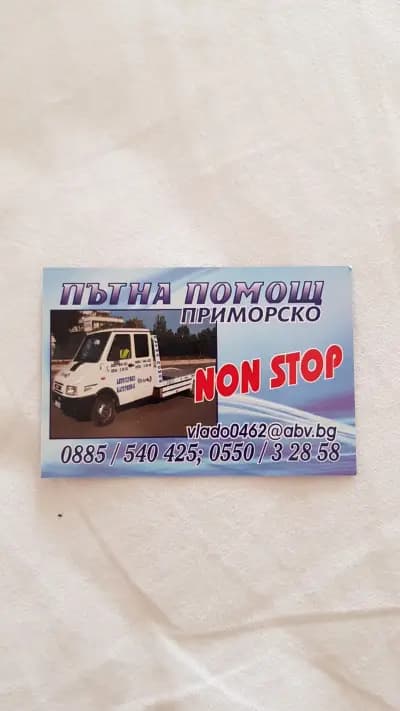 ПЪТНА ПОМОЩ
ПРИМОРСКО
NON STOP
vlado0462@abv.bg
0885 / 540 425; 0550 / 3 28 58